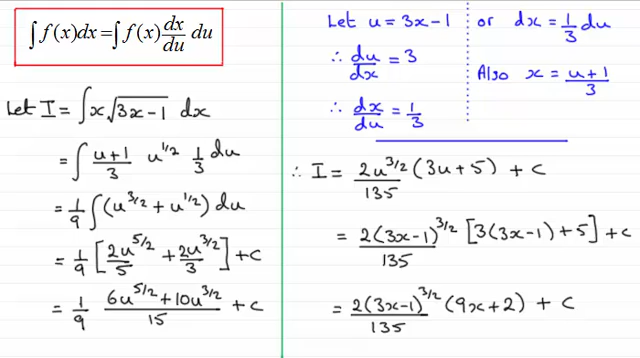 ∫ f(x)dx = ∫ f(x) dx/du du
Let I = ∫ x√(3x-1) dx
= ∫ (u+1)/3 u^(1/2) 1/3 du
= 1/9 ∫ (u^(3/2) + u^(1/2)) du
= 1/9 [2u^(5/2)/5 + 2u^(3/2)/3] + c
= 1/9 (6u^(5/2) + 10u^(3/2))/15 + c
Let u = 3x-1
∴ du/dx = 3
∴ dx/du = 1/3
or dx = 1/3 du
Also x = (u+1)/3
∴ I = 2u^(3/2)/135 (3u+5) + c
= 2(3x-1)^(3/2)/135 [3(3x-1)+5] + c
= 2(3x-1)^(3/2)/135 (9x+2) + c